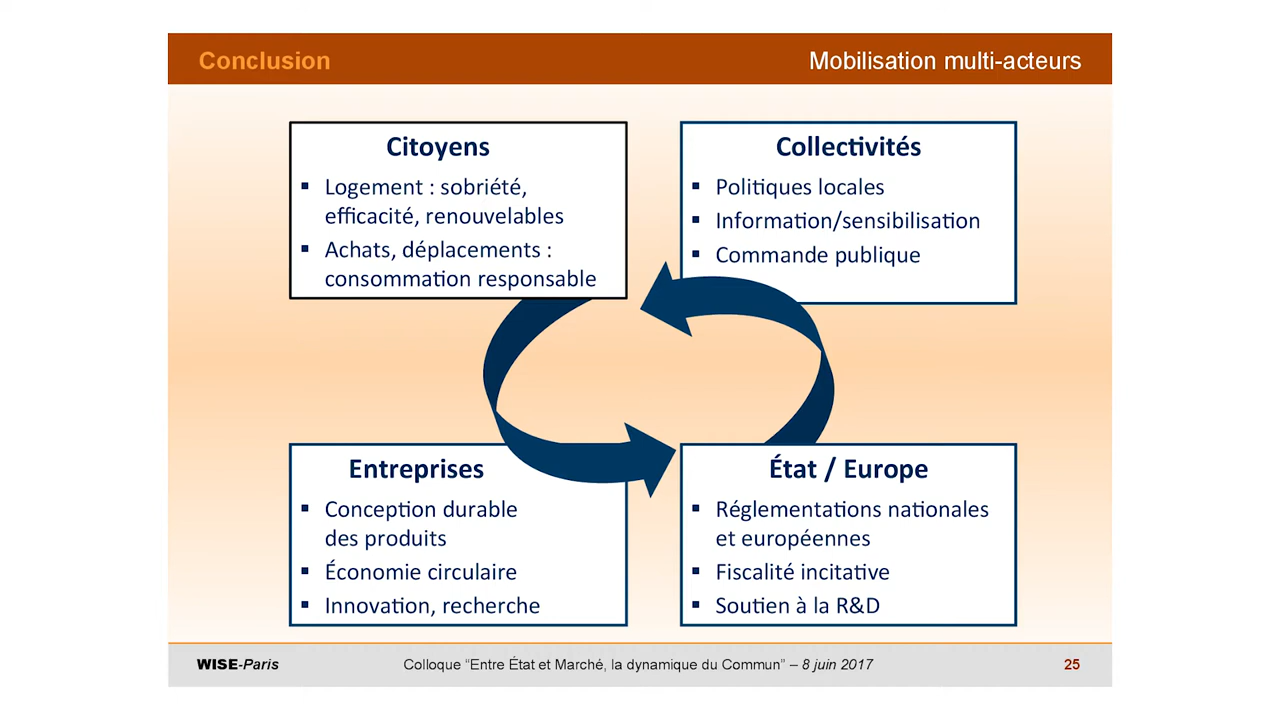 Conclusion
Mobilisation multi-acteurs
Citoyens
▪ Logement : sobriété,
efficacité, renouvelables
▪ Achats, déplacements :
consommation responsable
Collectivités
▪ Politiques locales
▪ Information/sensibilisation
▪ Commande publique
Entreprises
▪ Conception durable
des produits
▪ Économie circulaire
▪ Innovation, recherche
État / Europe
▪ Réglementations nationales
et européennes
▪ Fiscalité incitative
▪ Soutien à la R&D
WISE-Paris
Colloque “Entre État et Marché, la dynamique du Commun” – 8 juin 2017
25